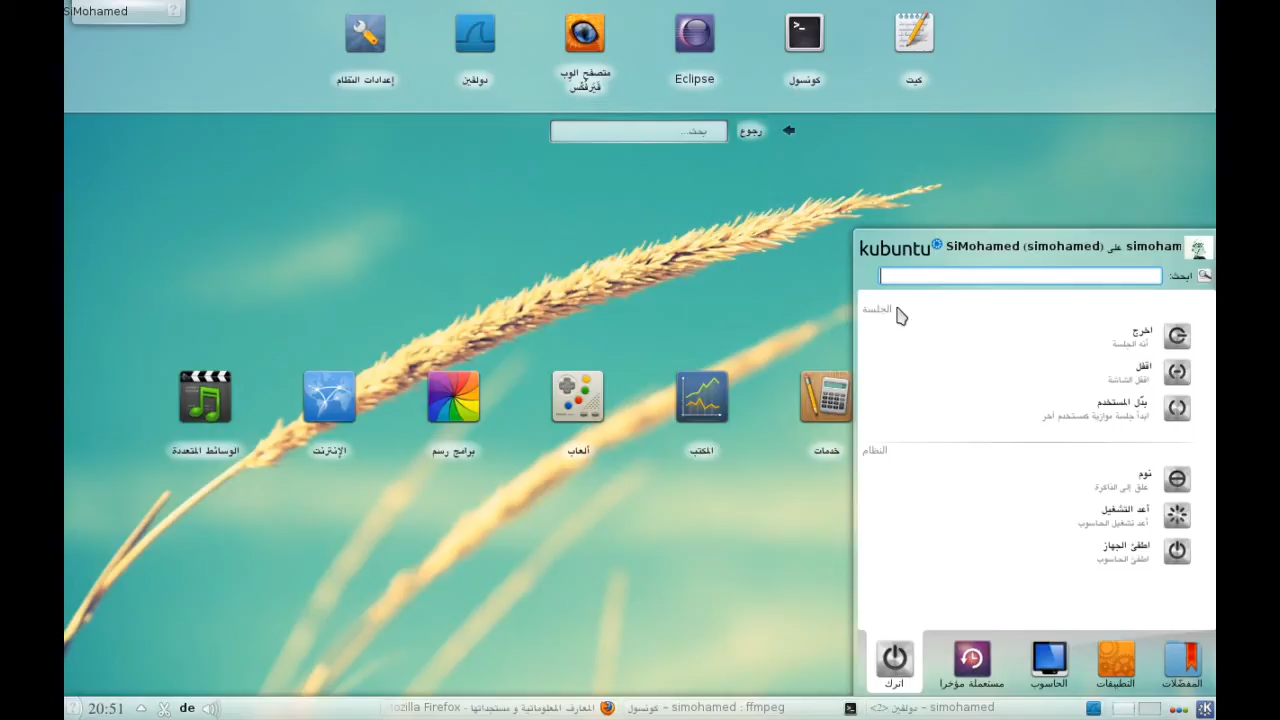 SiMohamed
إعدادات النظام
دولفين
متصفح الوِب
فَيَرفُكس
Eclipse
كونسول
كيت
بحث...
رجوع
kubuntu
SiMohamed (simohamed) على simoham
ابحث:
الجلسة
اخرج
أنه الجلسة
اقفل
اقفل الشاشة
بدّل المستخدم
ابدأ جلسة موازية كمستخدم آخر
النظام
نوم
علق إلى الذاكرة
أعد التشغيل
أعد تشغيل الحاسوب
اطفئ الجهاز
اطفئ الحاسوب
الوسائط المتعددة
الإنترنت
برامج رسم
ألعاب
المكتب
خدمات
اترك
مستعملة مؤخرا
الحاسوب
التطبيقات
المفضّلات
20:51
de
المعارف المعلوماتية و مستجداتها - ozilla Firefox
simohamed : ffmpeg - كونسول
simohamed - دولفين <2>